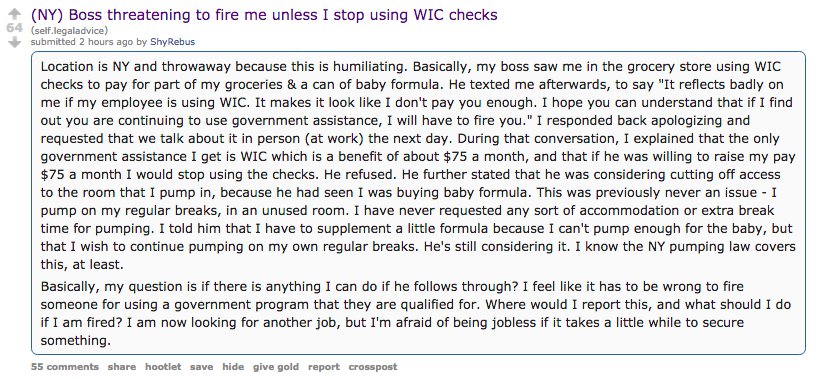 (NY) Boss threatening to fire me unless I stop using WIC checks
64
(self.legaladvice)
submitted 2 hours ago by ShyRebus
Location is NY and throwaway because this is humiliating. Basically, my boss saw me in the grocery store using WIC
checks to pay for part of my groceries & a can of baby formula. He texted me afterwards, to say "It reflects badly on
me if my employee is using WIC. It makes it look like I don't pay you enough. I hope you can understand that if I find
out you are continuing to use government assistance, I will have to fire you." I responded back apologizing and
requested that we talk about it in person (at work) the next day. During that conversation, I explained that the only
government assistance I get is WIC which is a benefit of about $75 a month, and that if he was willing to raise my pay
$75 a month I would stop using the checks. He refused. He further stated that he was considering cutting off access
to the room that I pump in, because he had seen I was buying baby formula. This was previously never an issue - I
pump on my regular breaks, in an unused room. I have never requested any sort of accommodation or extra break
time for pumping. I told him that I have to supplement a little formula because I can't pump enough for the baby, but
that I wish to continue pumping on my own regular breaks. He's still considering it. I know the NY pumping law covers
this, at least.
Basically, my question is if there is anything I can do if he follows through? I feel like it has to be wrong to fire
someone for using a government program that they are qualified for. Where would I report this, and what should I do
if I am fired? I am now looking for another job, but I'm afraid of being jobless if it takes a little while to secure
something.
55 comments share hootlet save hide give gold report crosspost